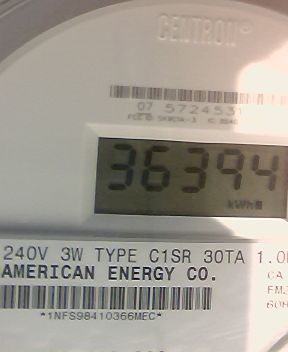 CENTRON®
07 5724531
36394
kWh
240V 3W TYPE C1SR 30TA 1.0
AMERICAN ENERGY CO.
CA
FM
60H
*1NFS98410366MEC*